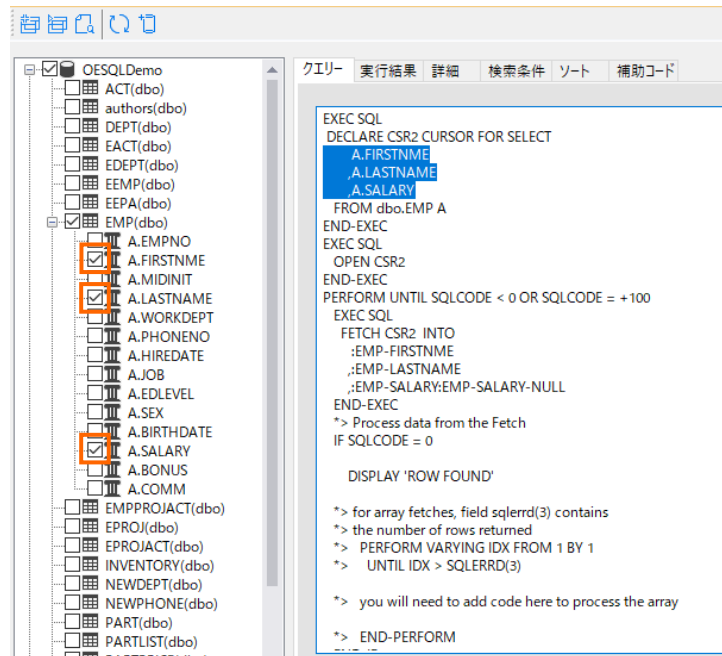 OESQLDemo
ACT(dbo)
authors(dbo)
DEPT(dbo)
EACT(dbo)
EDEPT(dbo)
EEMP(dbo)
EEPA(dbo)
EMP(dbo)
A.EMPNO
A.FIRSTNME
A.MIDINIT
A.LASTNAME
A.WORKDEPT
A.PHONENO
A.HIREDATE
A.JOB
A.EDLEVEL
A.SEX
A.BIRTHDATE
A.SALARY
A.BONUS
A.COMM
EMPPROJACT(dbo)
EPROJ(dbo)
EPROJACT(dbo)
INVENTORY(dbo)
NEWDEPT(dbo)
NEWPHONE(dbo)
PART(dbo)
PARTLIST(dbo)
クエリー 実行結果 詳細 検索条件 ソート 補助コード
EXEC SQL
DECLARE CSR2 CURSOR FOR SELECT
A.FIRSTNME
,A.LASTNAME
,A.SALARY
FROM dbo.EMP A
END-EXEC
EXEC SQL
OPEN CSR2
END-EXEC
PERFORM UNTIL SQLCODE < 0 OR SQLCODE = +100
EXEC SQL
FETCH CSR2 INTO
:EMP-FIRSTNME
,:EMP-LASTNAME
,:EMP-SALARY:EMP-SALARY-NULL
END-EXEC
*> Process data from the Fetch
IF SQLCODE = 0
DISPLAY 'ROW FOUND'
*> for array fetches, field sqlerrd(3) contains
*> the number of rows returned
*> PERFORM VARYING IDX FROM 1 BY 1
*> UNTIL IDX > SQLERRD(3)
*> you will need to add code here to process the array
*> END-PERFORM